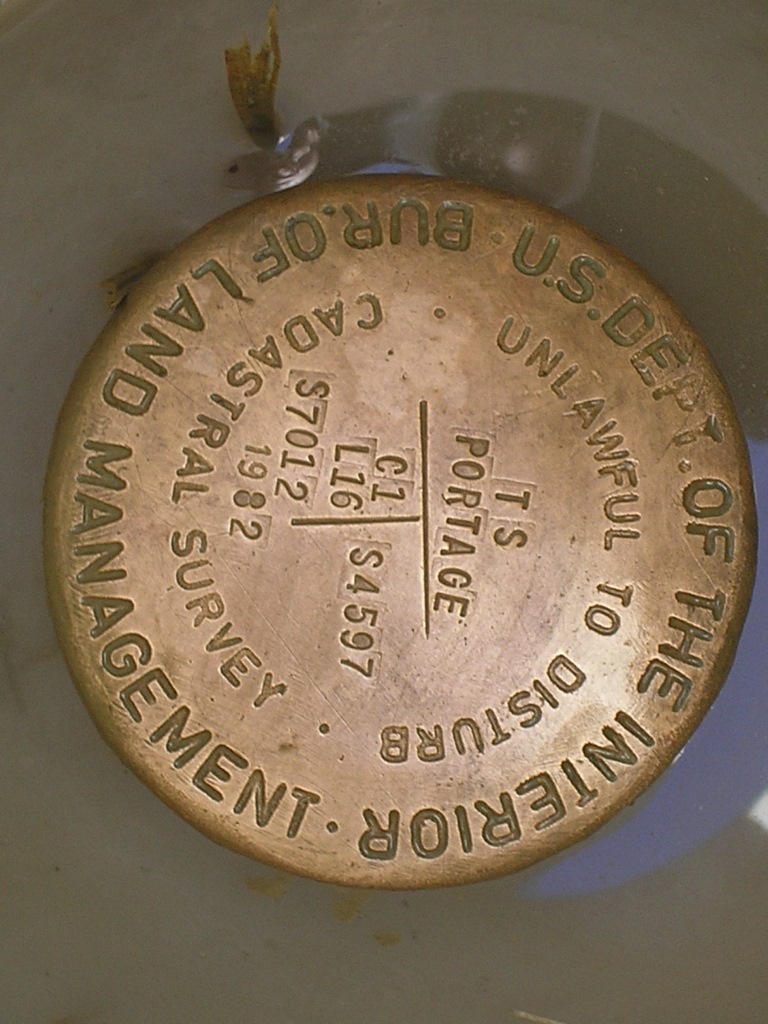 U.S. DEPT. OF THE INTERIOR
BUR. OF LAND MANAGEMENT
UNLAWFUL TO DISTURB
CADASTRAL SURVEY
T S
PORTAGE
C1
L16 S4597
S7012
1982